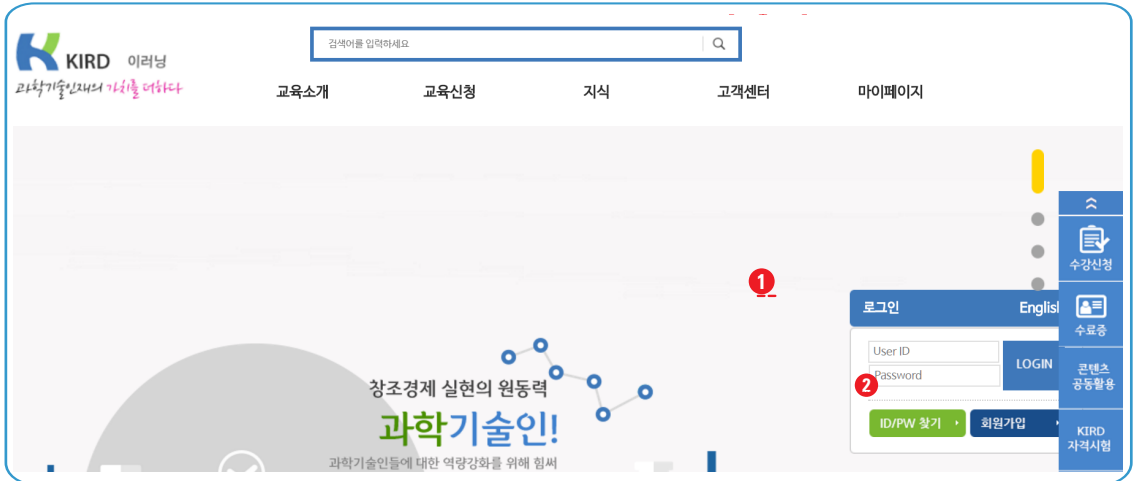 KIRD 이러닝
과학기술인재의 가치를 더하다
검색어를 입력하세요
교육소개 교육신청 지식 고객센터 마이페이지
수강신청
1
로그인 English
수료증
User ID
LOGIN
Password
2
콘텐츠
공동활용
ID/PW 찾기 회원가입
KIRD
자격시험
창조경제 실현의 원동력
과학기술인!
과학기술인들에 대한 역량강화를 위해 힘써